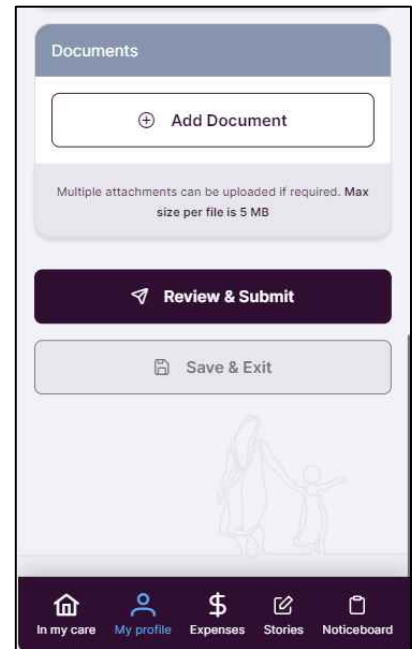 Documents
Add Document
Multiple attachments can be uploaded if required. Max
size per file is 5 MB
Review & Submit
Save & Exit
In my care My profile Expenses Stories Noticeboard